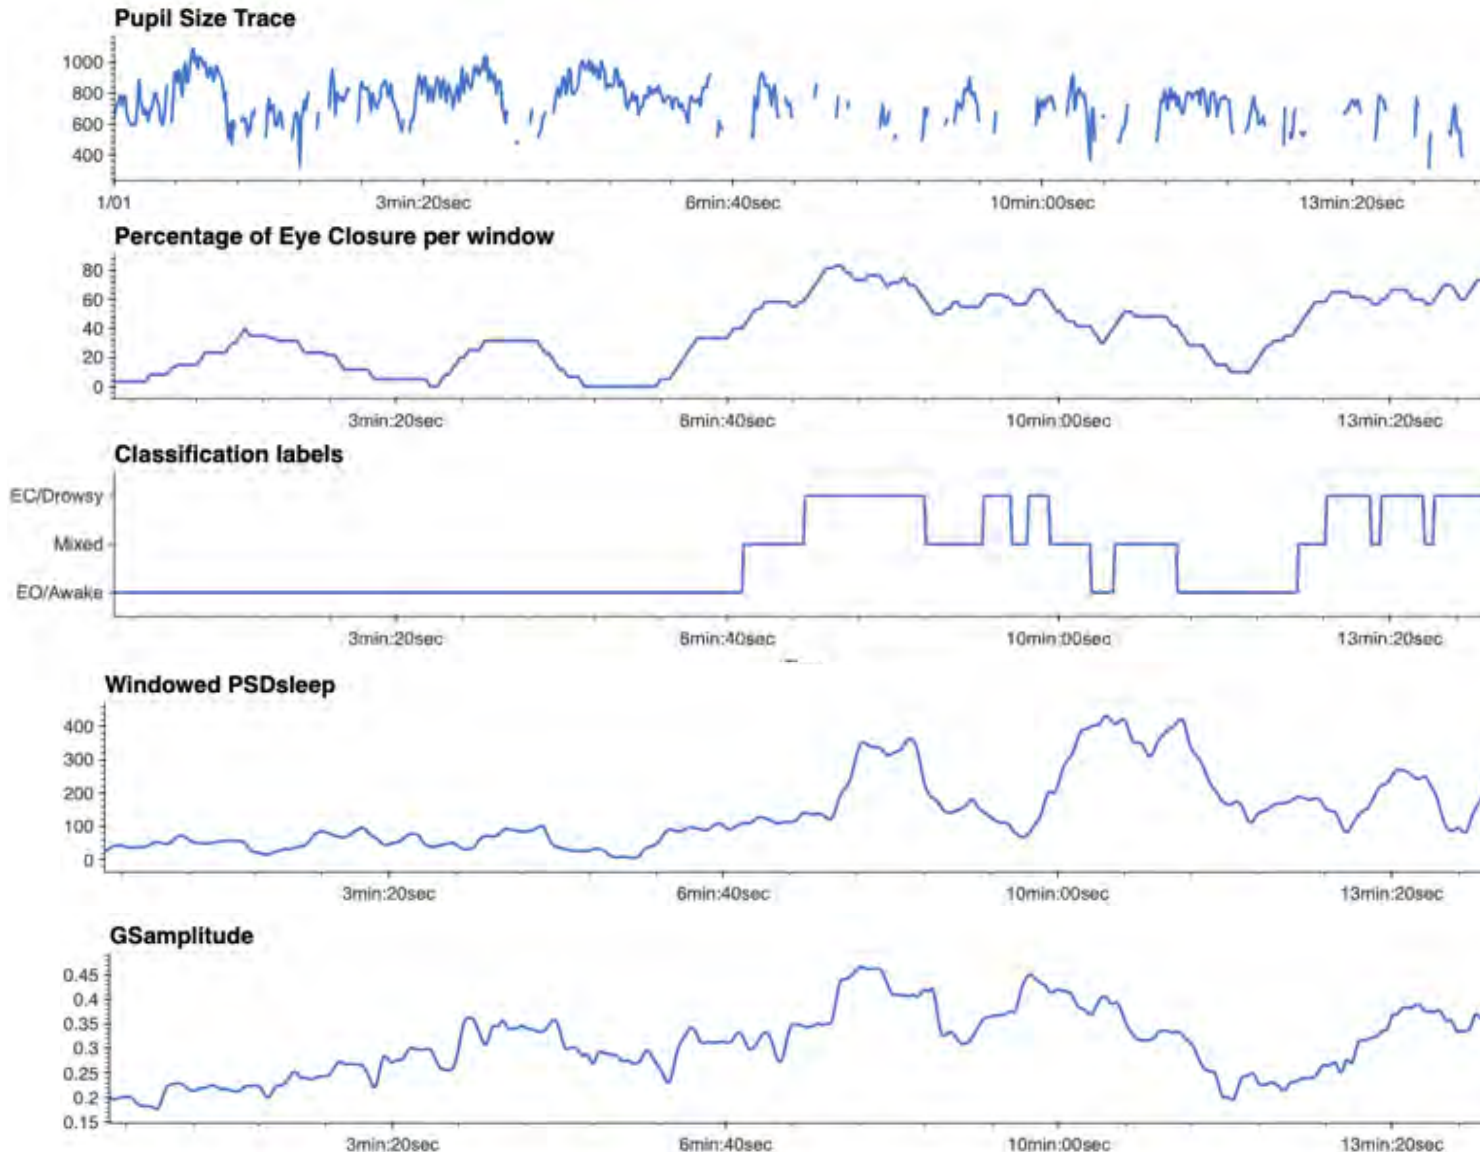 Pupil Size Trace
1000
800
600
400
1/01 3min:20sec 6min:40sec 10min:00sec 13min:20sec
Percentage of Eye Closure per window
80
60
40
20
0
3min:20sec 6min:40sec 10min:00sec 13min:20sec
Classification labels
EC/Drowsy
Mixed
EO/Awake
3min:20sec 6min:40sec 10min:00sec 13min:20sec
Windowed PSDsleep
400
300
200
100
0
3min:20sec 6min:40sec 10min:00sec 13min:20sec
GSamplitude
0.45
0.4
0.35
0.3
0.25
0.2
0.15
3min:20sec 6min:40sec 10min:00sec 13min:20sec